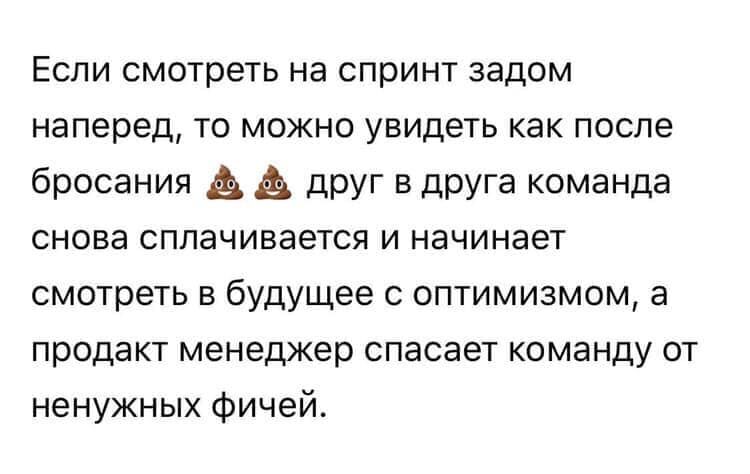 Если смотреть на спринт задом
наперед, то можно увидеть как после
бросания 💩 💩 друг в друга команда
снова сплачивается и начинает
смотреть в будущее с оптимизмом, а
продакт менеджер спасает команду от
ненужных фичей.